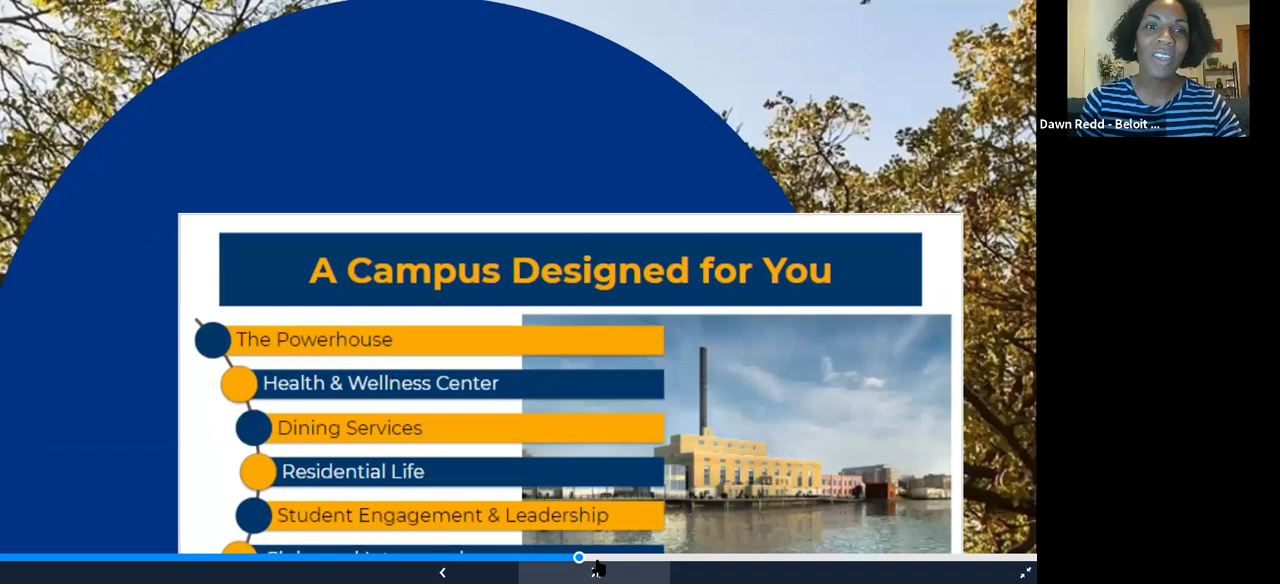 A Campus Designed for You
The Powerhouse
Health & Wellness Center
Dining Services
Residential Life
Student Engagement & Leadership
Dawn Redd - Beloit ...